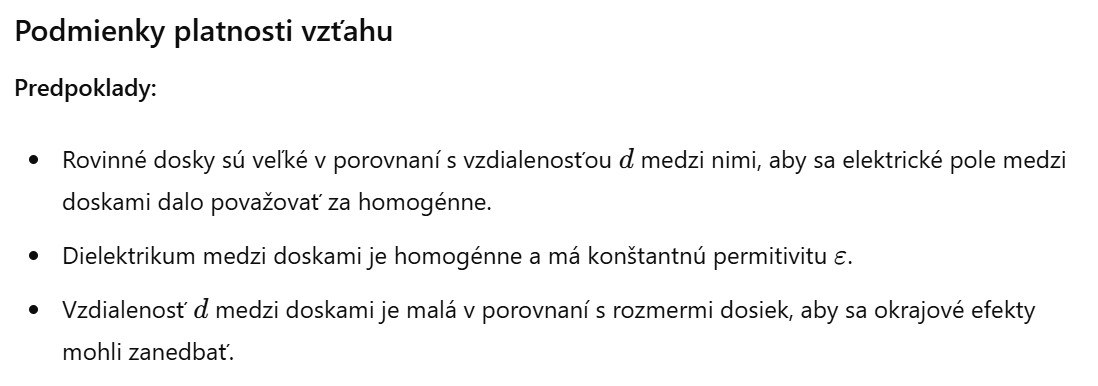 Podmienky platnosti vzťahu
Predpoklady:
• Rovinné dosky sú veľké v porovnaní s vzdialenosťou d medzi nimi, aby sa elektrické pole medzi
doskami dalo považovať za homogénne.
• Dielektrikum medzi doskami je homogénne a má konštantnú permitivitu ε.
• Vzdialenosť d medzi doskami je malá v porovnaní s rozmermi dosiek, aby sa okrajové efekty
mohli zanedbať.